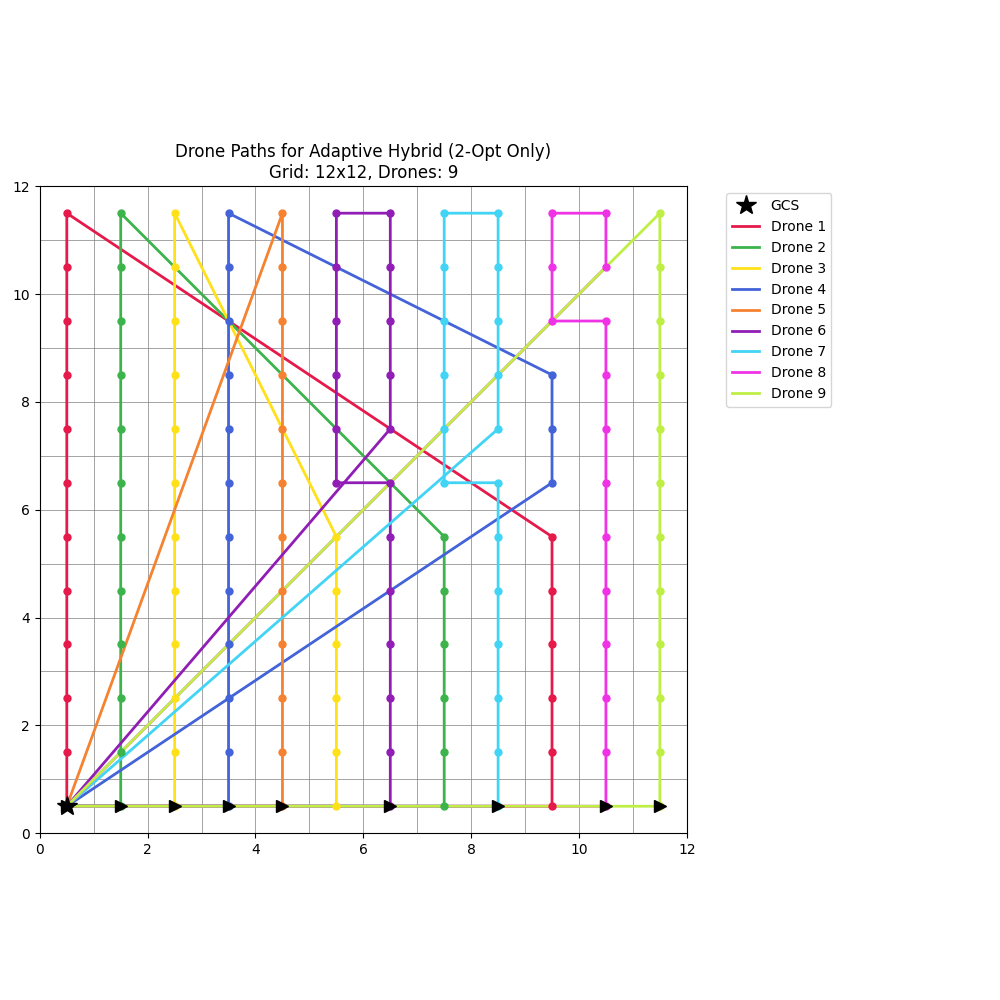 Drone Paths for Adaptive Hybrid (2-Opt Only)
Grid: 12x12, Drones: 9
12
10
8
6
4
2
0
0 2 4 6 8 10 12
GCS
Drone 1
Drone 2
Drone 3
Drone 4
Drone 5
Drone 6
Drone 7
Drone 8
Drone 9